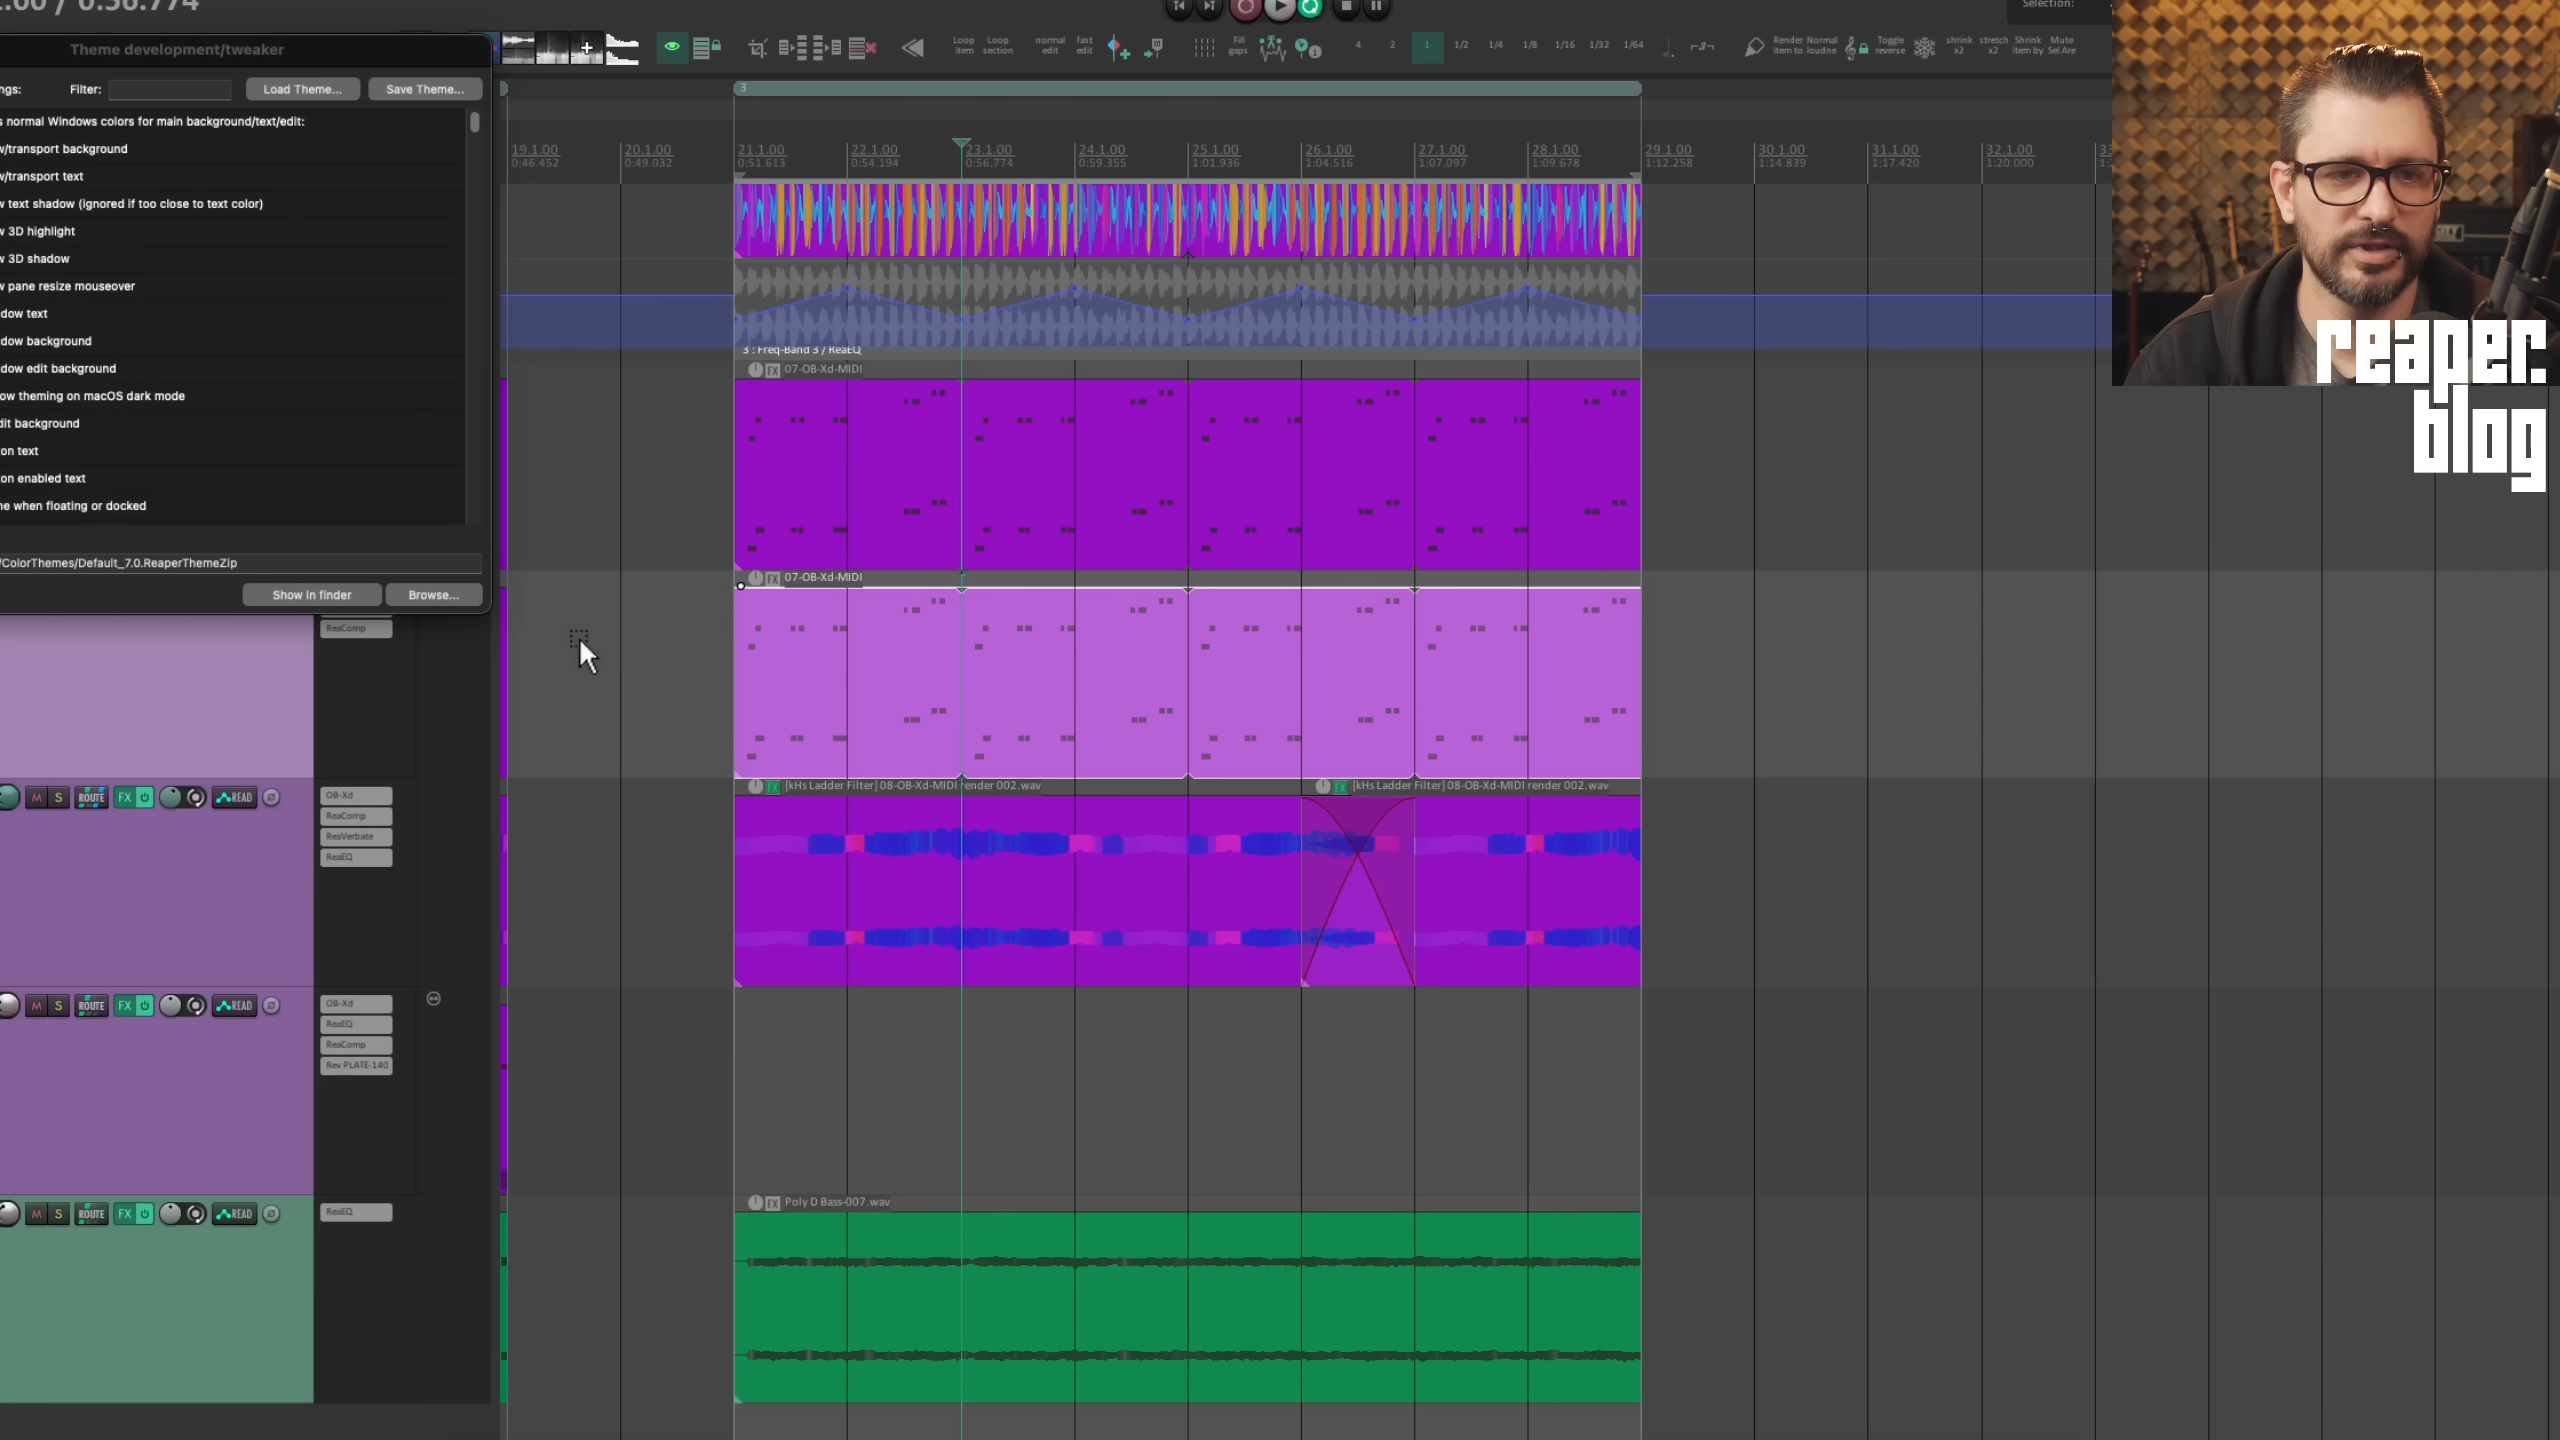 Selection:
Theme development/tweaker
Loop item
Loop section
normal edit
fast edit
Fill gaps
4
2
1
1/2
1/4
1/8
1/16
1/32
1/64
3
Render item to
Normal loudne
Toggle reverse
shrink x2
stretch x2
Shrink item by
Mute Sel Are
ngs:
Filter:
Load Theme...
Save Theme...
s normal Windows colors for main background/text/edit:
w/transport background
w/transport text
w text shadow (ignored if too close to text color)
w 3D highlight
w 3D shadow
w pane resize mouseover
dow text
dow background
dow edit background
ow theming on macOS dark mode
dit background
on text
on enabled text
ne when floating or docked
/ColorThemes/Default_7.0.ReaperThemeZip
Show in finder
Browse...
3
19.1.00
0:46.452
20.1.00
0:49.032
21.1.00
0:51.613
22.1.00
0:54.194
23.1.00
0:56.774
24.1.00
0:59.355
25.1.00
1:01.936
26.1.00
1:04.516
27.1.00
1:07.097
28.1.00
1:09.678
29.1.00
1:12.258
30.1.00
1:14.839
31.1.00
1:17.420
32.1.00
1:20.000
33
reaper.
blog
3 : Freq-Band 3 / ReaEQ
FX 07-OB-Xd-MIDI
FX 07-OB-Xd-MIDI
ReaComp
FX [kHs Ladder Filter] 08-OB-Xd-MIDI render 002.wav
FX [kHs Ladder Filter] 08-OB-Xd-MIDI render 002.wav
M S ROUTE FX READ
OB-Xd
ReaComp
ReaVerbate
ReaEQ
M S ROUTE FX READ
OB-Xd
ReaEQ
ReaComp
Rev PLATE-140
FX Poly D Bass-007.wav
M S ROUTE FX READ
ReaEQ